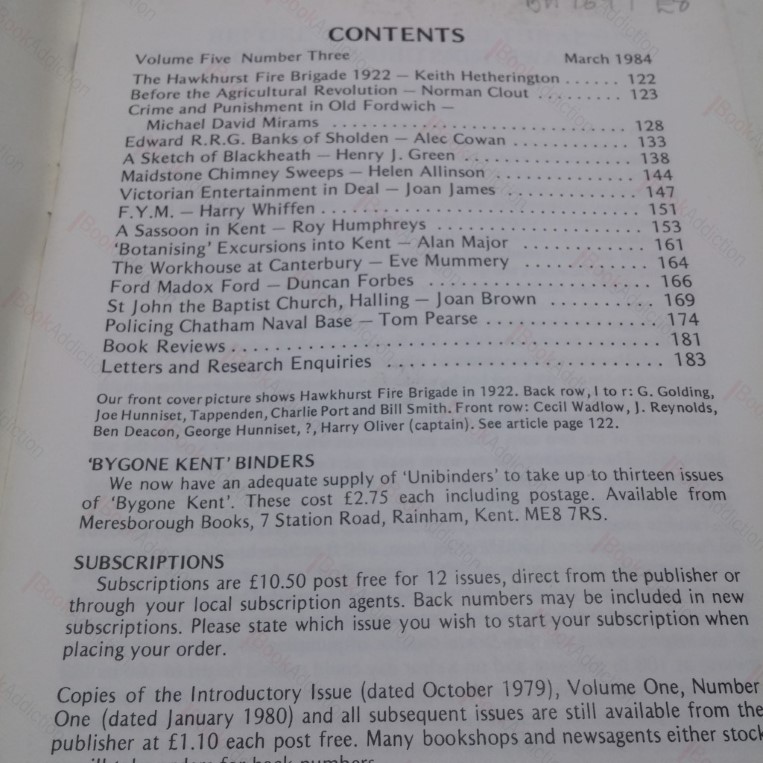 CONTENTS
Volume Five Number Three March 1984
The Hawkhurst Fire Brigade 1922 — Keith Hetherington ...... 122
Before the Agricultural Revolution — Norman Clout ......... 123
Crime and Punishment in Old Fordwich —
Michael David Mirams .............................. 128
Edward R.R.G. Banks of Sholden — Alec Cowan ............ 133
A Sketch of Blackheath — Henry J. Green ................. 138
Maidstone Chimney Sweeps — Helen Allinson .............. 144
Victorian Entertainment in Deal — Joan James .............. 147
F.Y.M. — Harry Whiffen ................................ 151
A Sassoon in Kent — Roy Humphreys .................... 153
'Botanising' Excursions into Kent — Alan Major ........... 161
The Workhouse at Canterbury — Eve Mummery ........... 164
Ford Madox Ford — Duncan Forbes ..................... 166
St John the Baptist Church, Halling — Joan Brown ......... 169
Policing Chatham Naval Base — Tom Pearse ............... 174
Book Reviews ...................................... 181
Letters and Research Enquiries ........................ 183
Our front cover picture shows Hawkhurst Fire Brigade in 1922. Back row, l to r: G. Golding,
Joe Hunniset, Tappenden, Charlie Port and Bill Smith. Front row: Cecil Wadlow, J. Reynolds,
Ben Deacon, George Hunniset, ?, Harry Oliver (captain). See article page 122.
'BYGONE KENT' BINDERS
We now have an adequate supply of 'Unibinders' to take up to thirteen issues
of 'Bygone Kent'. These cost £2.75 each including postage. Available from
Meresborough Books, 7 Station Road, Rainham, Kent. ME8 7RS.
SUBSCRIPTIONS
Subscriptions are £10.50 post free for 12 issues, direct from the publisher or
through your local subscription agents. Back numbers may be included in new
subscriptions. Please state which issue you wish to start your subscription when
placing your order.
Copies of the Introductory Issue (dated October 1979), Volume One, Number
One (dated January 1980) and all subsequent issues are still available from the
publisher at £1.10 each post free. Many bookshops and newsagents either stock